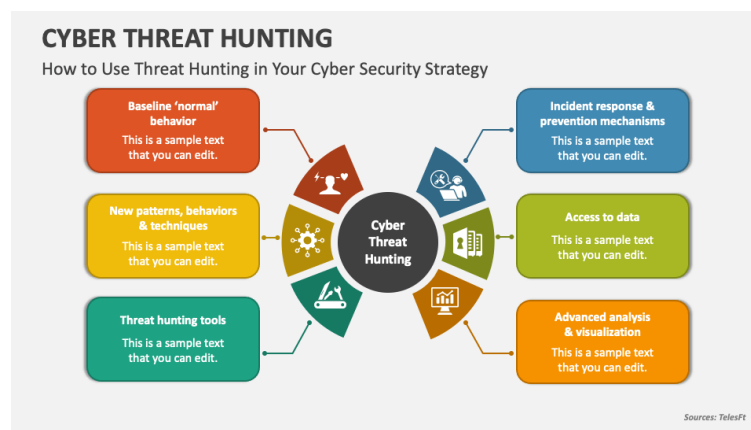 CYBER THREAT HUNTING
How to Use Threat Hunting in Your Cyber Security Strategy
Baseline ‘normal’
behavior
This is a sample text
that you can edit.
New patterns, behaviors
& techniques
This is a sample text
that you can edit.
Threat hunting tools
This is a sample text
that you can edit.
Cyber
Threat
Hunting
Incident response &
prevention mechanisms
This is a sample text
that you can edit.
Access to data
This is a sample text
that you can edit.
Advanced analysis
& visualization
This is a sample text
that you can edit.
Sources: TelesFt